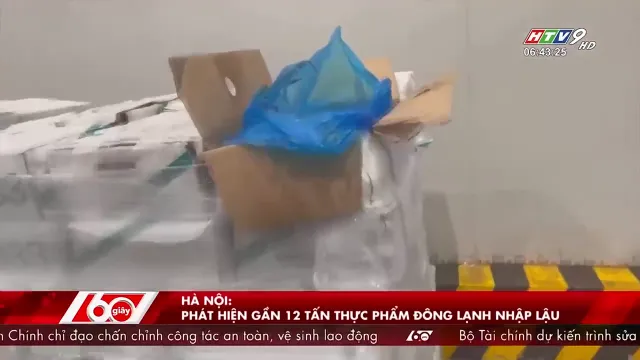 HTV9 HD
06:43:25
60 giây
HÀ NỘI:
PHÁT HIỆN GẦN 12 TẤN THỰC PHẨM ĐÔNG LẠNH NHẬP LẬU
n Chính chỉ đạo chấn chỉnh công tác an toàn, vệ sinh lao động 60 Bộ Tài chính dự kiến trình sửa